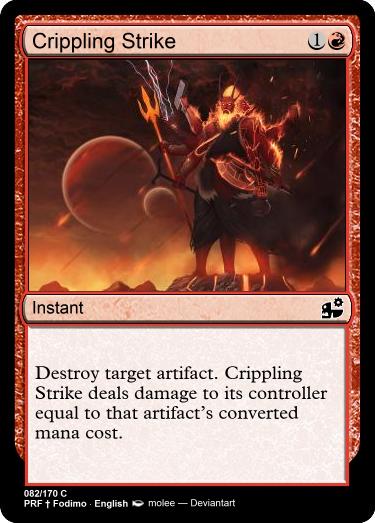 Crippling Strike 1
Instant
Destroy target artifact. Crippling
Strike deals damage to its controller
equal to that artifact's converted
mana cost.
082/170 C
PRF † Fodimo · English molee — Deviantart